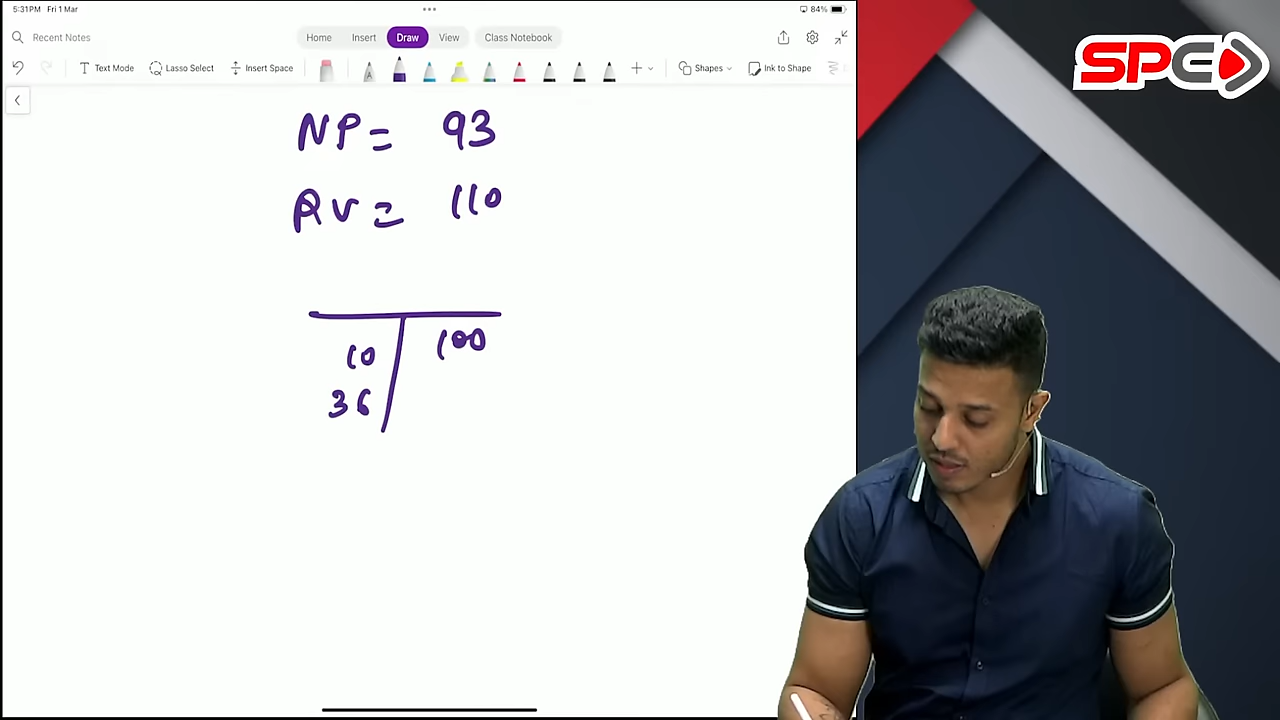 5:31PM Fri 1 Mar
84%
Recent Notes
Home Insert Draw View Class Notebook
Text Mode Lasso Select Insert Space Shapes Ink to Shape
SPE
NP = 93
RV = 110
10 100
36